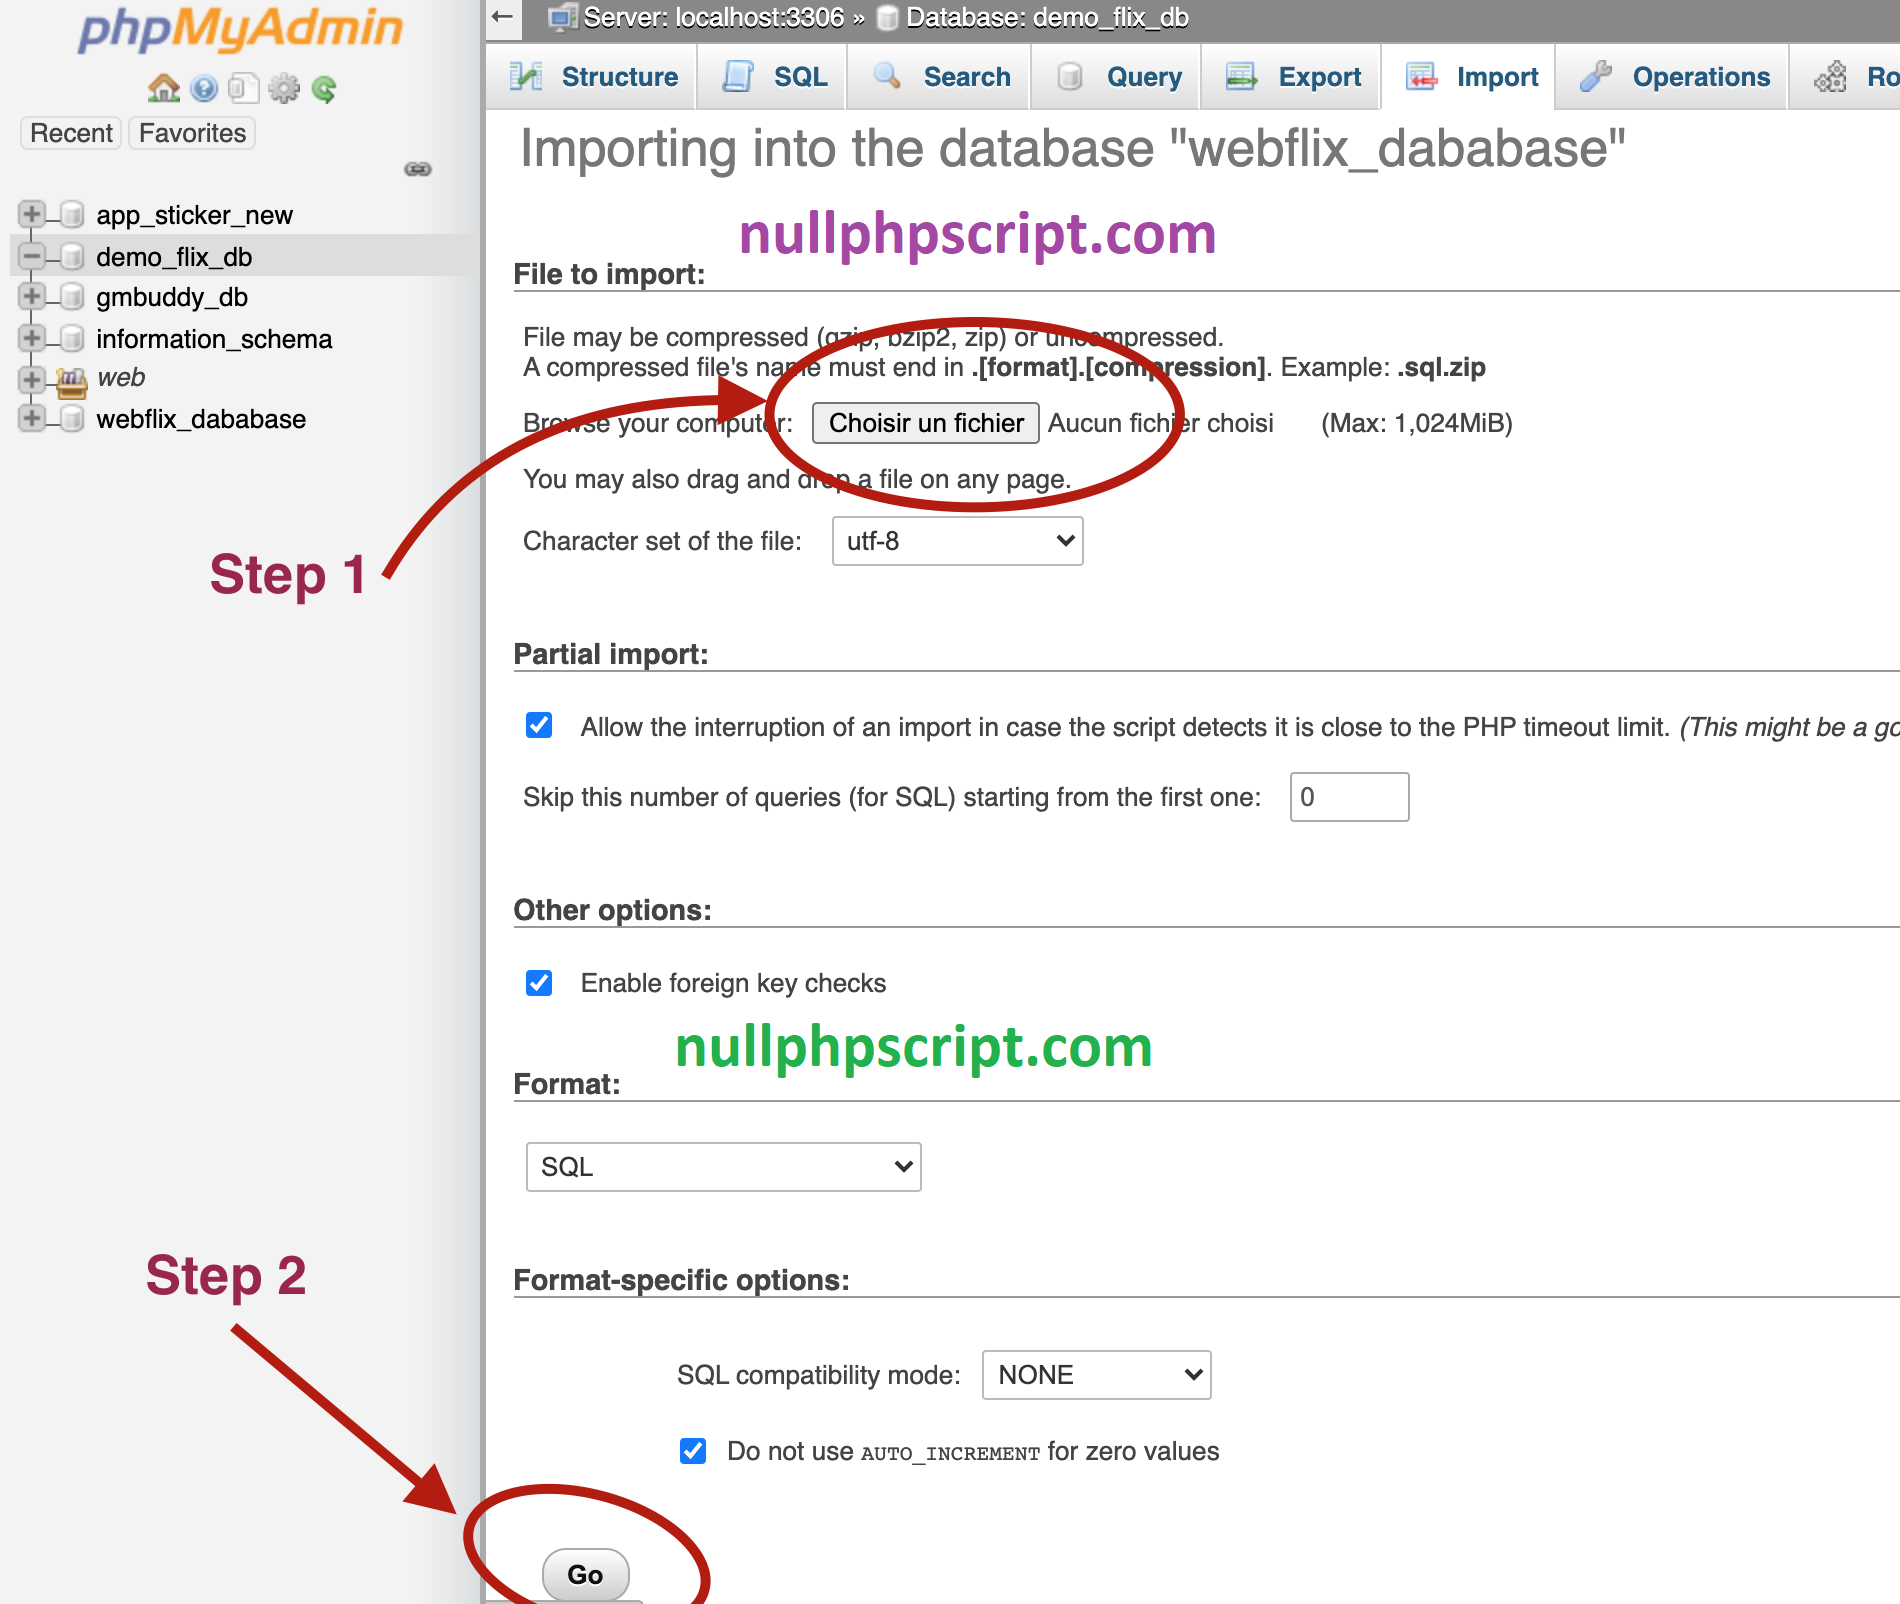 phpMyAdmin
Recent Favorites
app_sticker_new
demo_flix_db
gmbuddy_db
information_schema
web
webflix_dababase
Server: localhost:3306 » Database: demo_flix_db
Structure SQL Search Query Export Import Operations Ro
Importing into the database "webflix_dababase"
nullphpscript.com
File to import:
File may be compressed (gzip, bzip2, zip) or uncompressed.
A compressed file's name must end in .[format].[compression]. Example: .sql.zip
Browse your computer: Choisir un fichier Aucun fichier choisi (Max: 1,024MiB)
You may also drag and drop a file on any page.
Character set of the file: utf-8
Step 1
Partial import:
Allow the interruption of an import in case the script detects it is close to the PHP timeout limit. (This might be a go
Skip this number of queries (for SQL) starting from the first one: 0
Other options:
Enable foreign key checks
nullphpscript.com
Format:
SQL
Step 2
Format-specific options:
SQL compatibility mode: NONE
Do not use AUTO_INCREMENT for zero values
Go